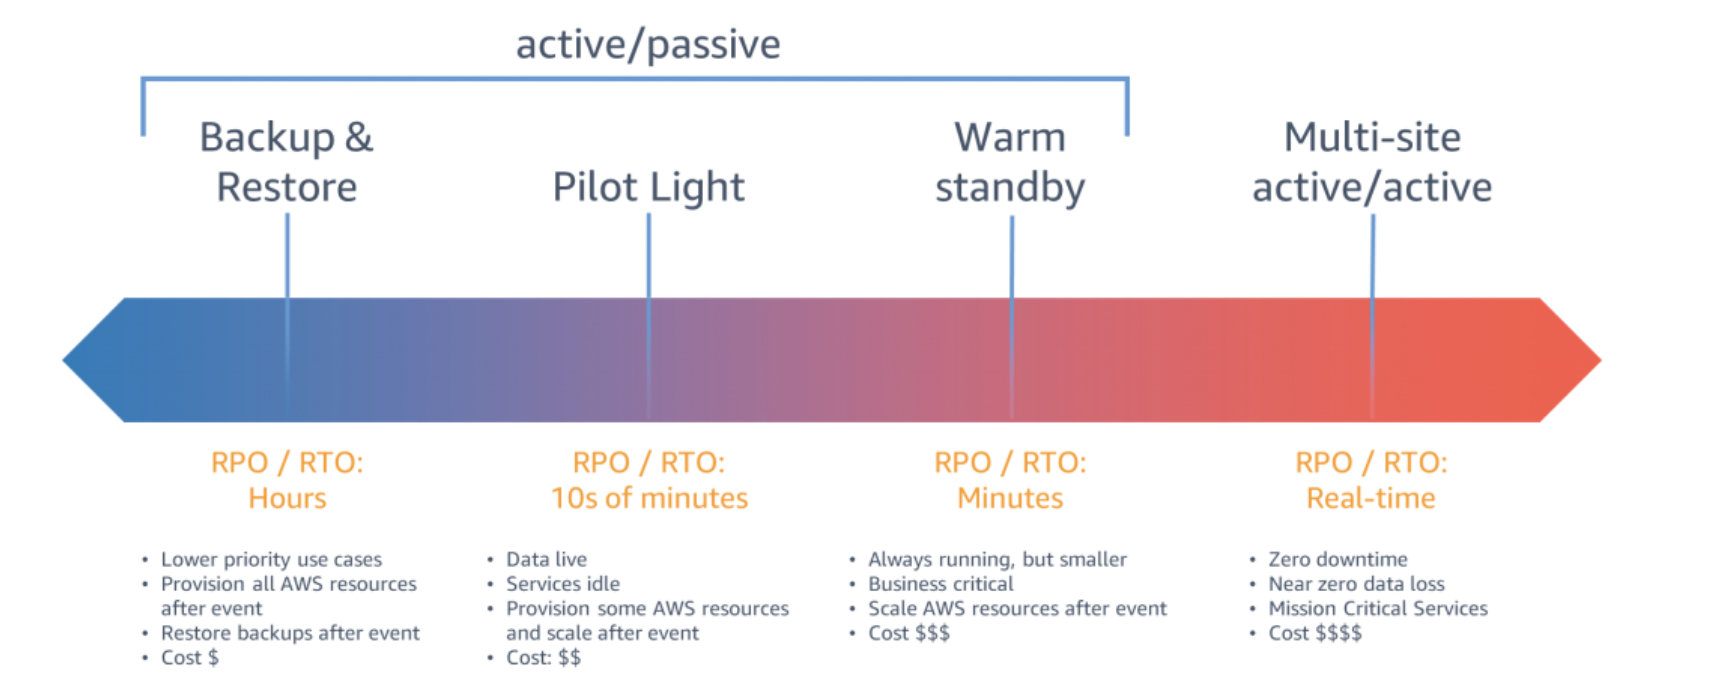 active/passive
Backup &
Restore
Pilot Light
Warm
standby
Multi-site
active/active
RPO / RTO:
Hours
RPO / RTO:
10s of minutes
RPO / RTO:
Minutes
RPO / RTO:
Real-time
• Lower priority use cases
• Provision all AWS resources
after event
• Restore backups after event
• Cost $
• Data live
• Services idle
• Provision some AWS resources
and scale after event
• Cost: $$
• Always running, but smaller
• Business critical
• Scale AWS resources after event
• Cost $$$
• Zero downtime
• Near zero data loss
• Mission Critical Services
• Cost $$$$